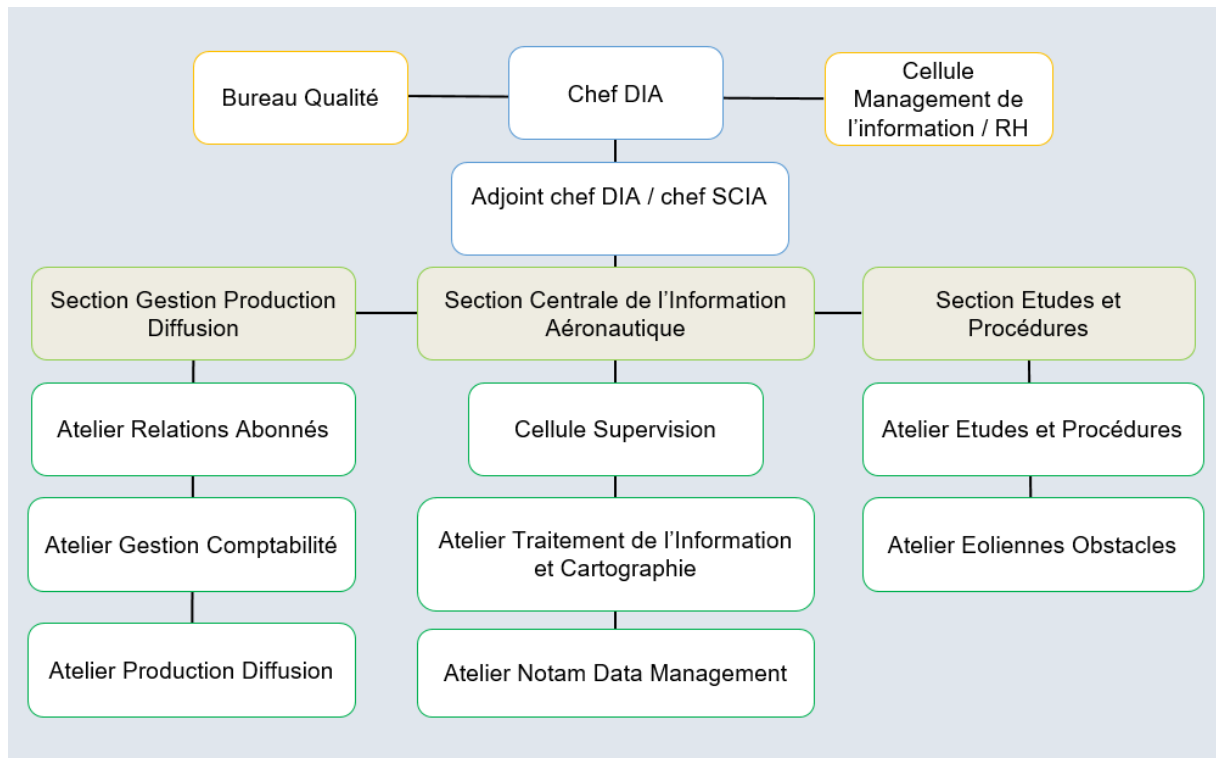 Bureau Qualité
Chef DIA
Cellule
Management de
l’information / RH
Adjoint chef DIA / chef SCIA
Section Gestion Production
Diffusion
Section Centrale de l’Information
Aéronautique
Section Etudes et
Procédures
Atelier Relations Abonnés
Cellule Supervision
Atelier Etudes et Procédures
Atelier Gestion Comptabilité
Atelier Traitement de l’Information
et Cartographie
Atelier Eoliennes Obstacles
Atelier Production Diffusion
Atelier Notam Data Management